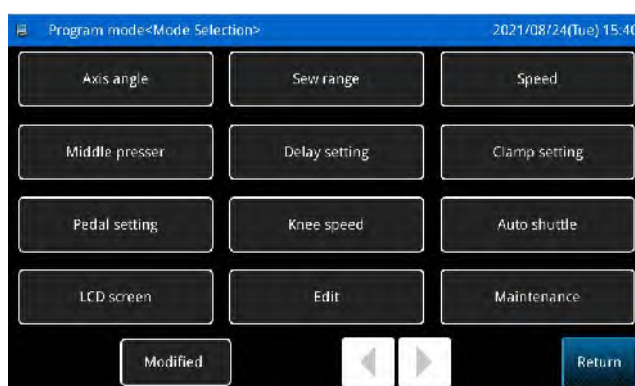 Program mode<Mode Selection> 2021/08/24(Tue) 15:40
Axis angle Sew range Speed
Middle presser Delay setting Clamp setting
Pedal setting Knee speed Auto shuttle
LCD screen Edit Maintenance
Modified Return